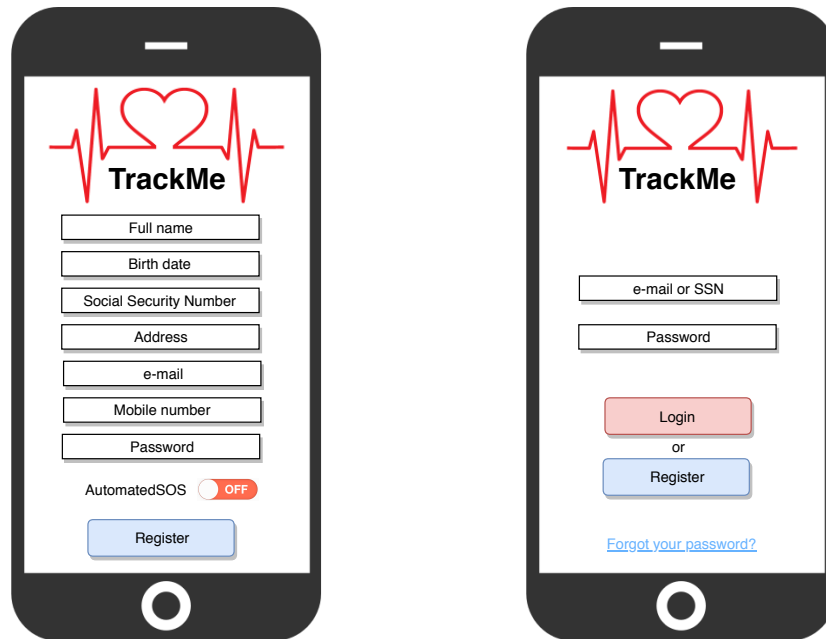 TrackMe
Full name
Birth date
Social Security Number
Address
e-mail
Mobile number
Password
AutomatedSOS OFF
Register
TrackMe
e-mail or SSN
Password
Login
or
Register
Forgot your password?